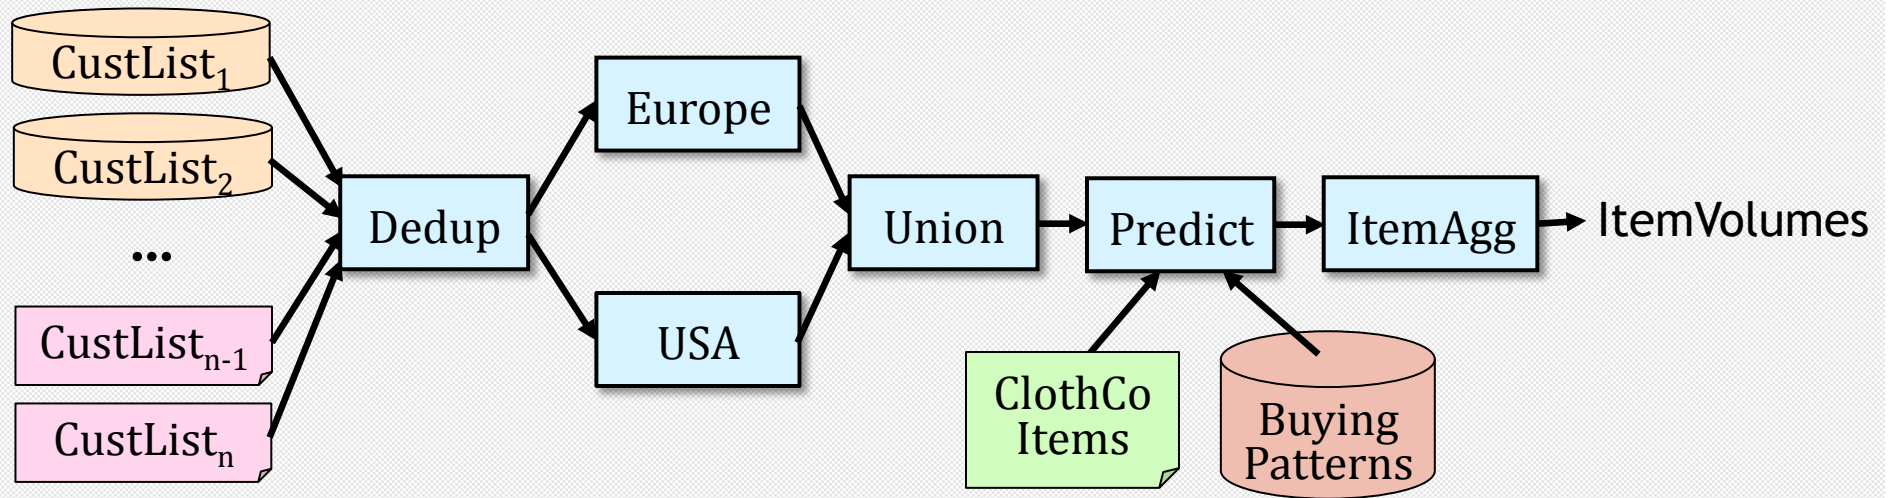 CustList₁
CustList₂
...
CustListₙ₋₁
CustListₙ
Dedup
Europe
USA
Union
Predict
ItemAgg
ItemVolumes
ClothCo
Items
Buying
Patterns